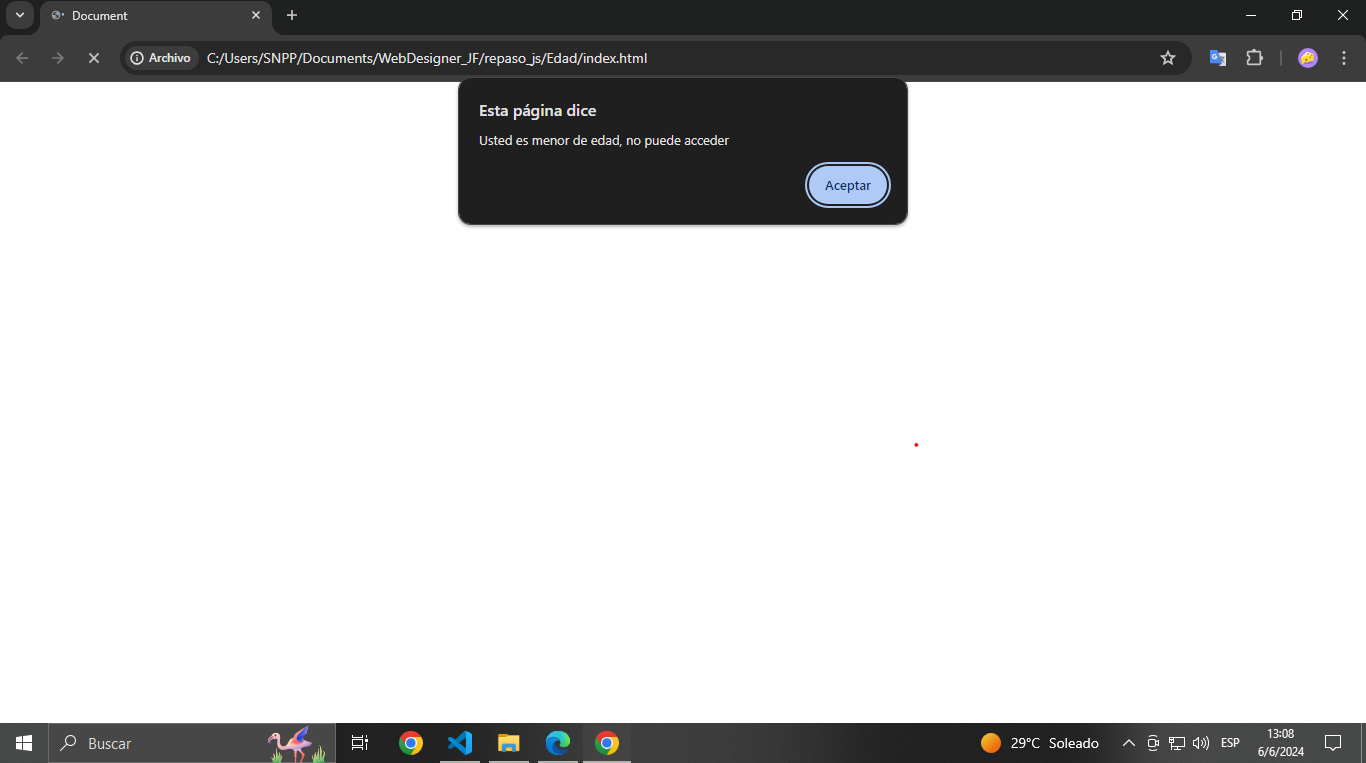 Document
Archivo
C:/Users/SNPP/Documents/WebDesigner_JF/repaso_js/Edad/index.html
Esta página dice
Usted es menor de edad, no puede acceder
Aceptar
Buscar
29°C Soleado
ESP
13:08
6/6/2024